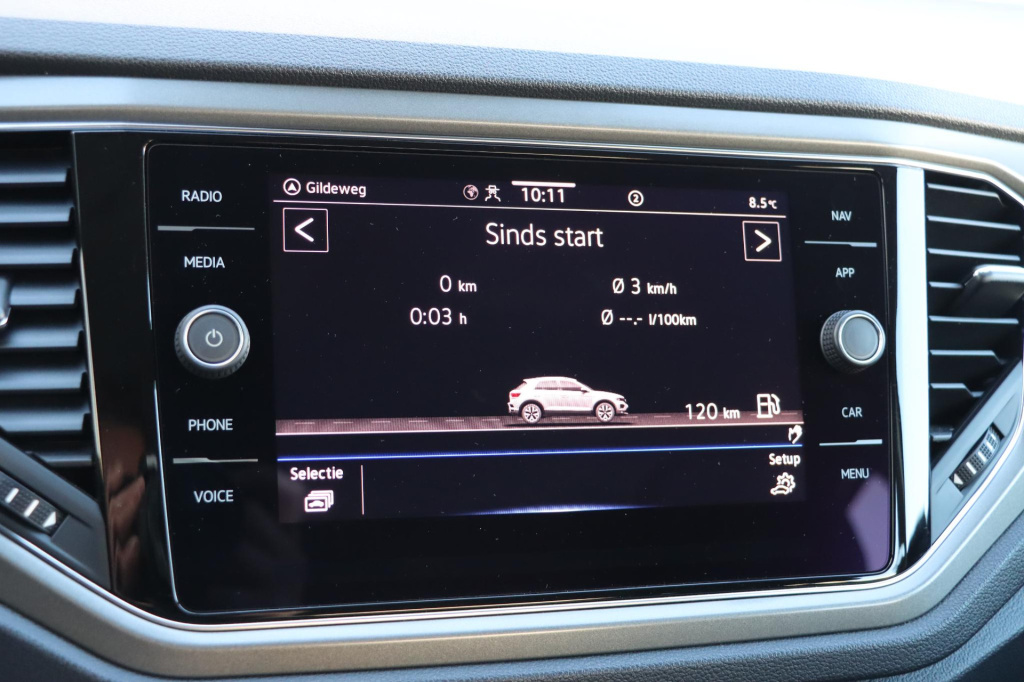 RADIO
MEDIA
PHONE
VOICE
Gildeweg
10:11
2
8.5°C
<
Sinds start
>
0 km
Ø 3 km/h
0:03 h
Ø --.- l/100km
120 km
Selectie
Setup
NAV
APP
CAR
MENU